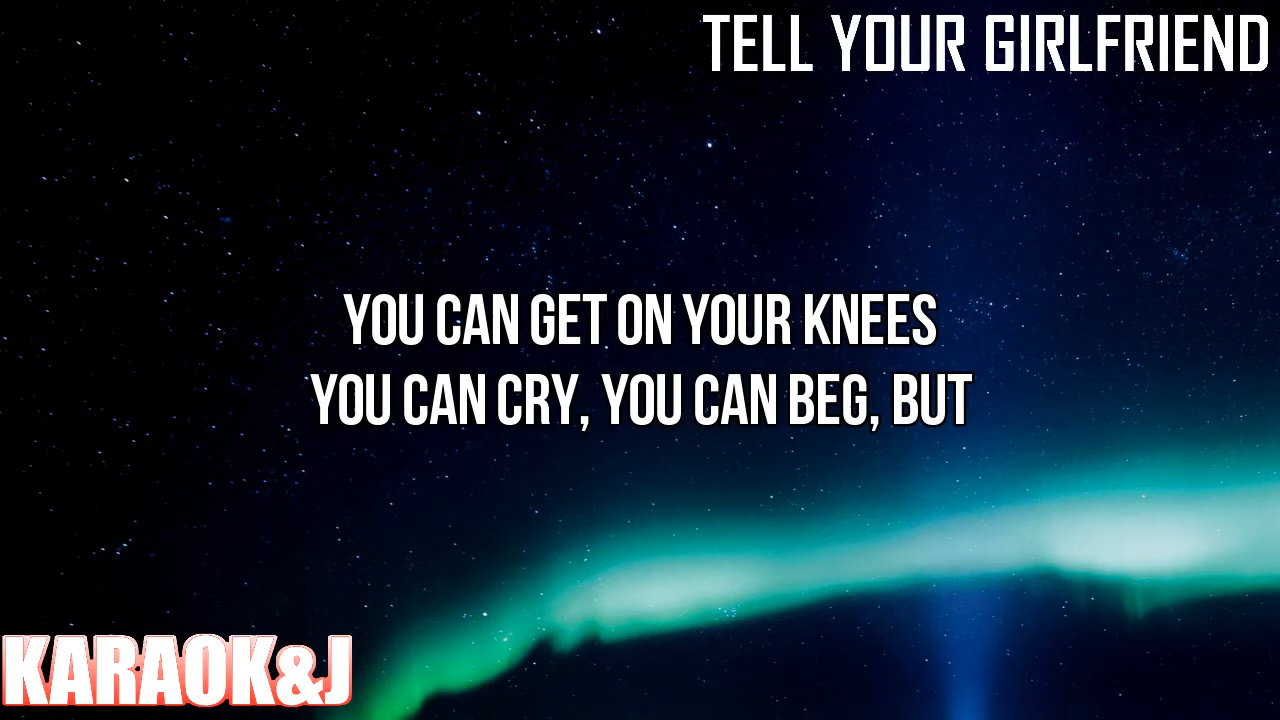 TELL YOUR GIRLFRIEND
YOU CAN GET ON YOUR KNEES
YOU CAN CRY, YOU CAN BEG, BUT
KARAOK&J